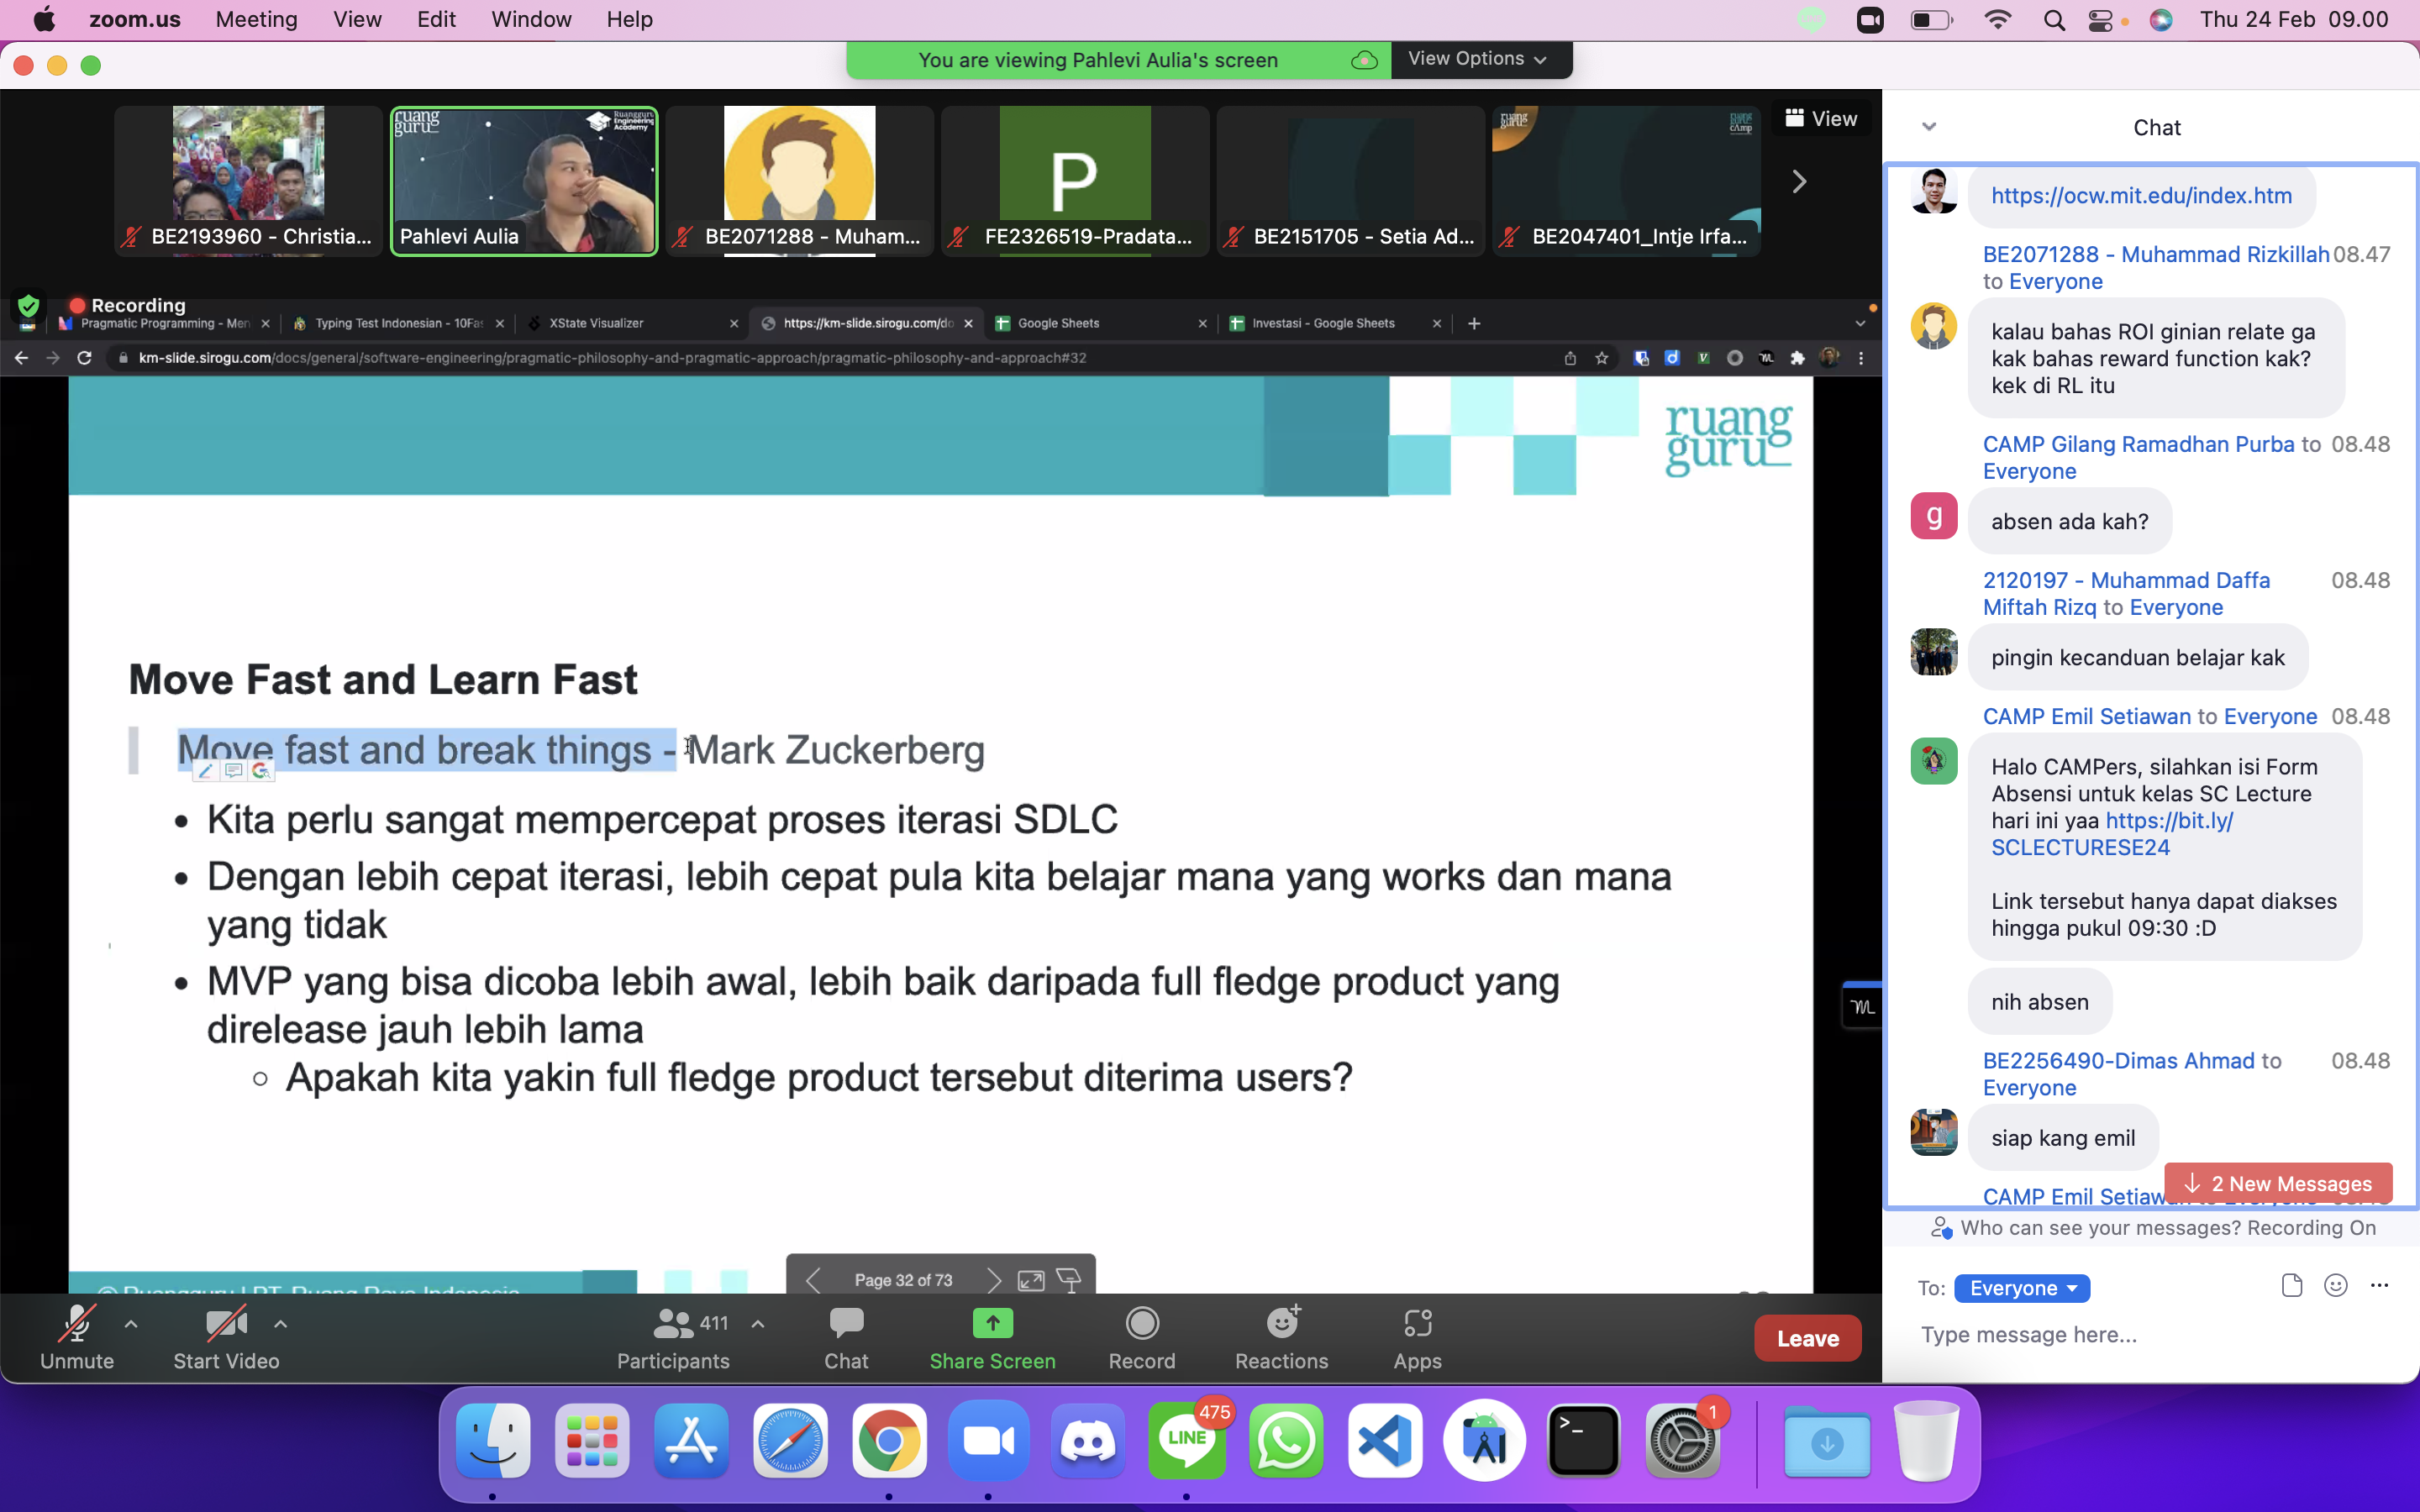 zoom.us Meeting View Edit Window Help
Thu 24 Feb 09.00
You are viewing Pahlevi Aulia's screen
View Options
ruang guru
Ruangguru Engineering Academy
P
ruang guru
View
BE2193960 - Christia...
Pahlevi Aulia
BE2071288 - Muham...
FE2326519-Pradata...
BE2151705 - Setia Ad...
BE2047401_Intje Irfa...
Recording
Pragmatic Programming - Men
Typing Test Indonesian - 10Fas
XState Visualizer
https://km-slide.sirogu.com/do
Google Sheets
Investasi - Google Sheets
km-slide.sirogu.com/docs/general/software-engineering/pragmatic-philosophy-and-pragmatic-approach/pragmatic-philosophy-and-approach#32
ruang
guru
Move Fast and Learn Fast
Move fast and break things - Mark Zuckerberg
• Kita perlu sangat mempercepat proses iterasi SDLC
• Dengan lebih cepat iterasi, lebih cepat pula kita belajar mana yang works dan mana
yang tidak
• MVP yang bisa dicoba lebih awal, lebih baik daripada full fledge product yang
direlease jauh lebih lama
○ Apakah kita yakin full fledge product tersebut diterima users?
Page 32 of 73
Unmute
Start Video
411
Participants
Chat
Share Screen
Record
Reactions
Apps
Leave
Chat
https://ocw.mit.edu/index.htm
BE2071288 - Muhammad Rizkillah 08.47
to Everyone
kalau bahas ROI ginian relate ga
kak bahas reward function kak?
kek di RL itu
CAMP Gilang Ramadhan Purba to 08.48
Everyone
g
absen ada kah?
2120197 - Muhammad Daffa 08.48
Miftah Rizq to Everyone
pingin kecanduan belajar kak
CAMP Emil Setiawan to Everyone 08.48
Halo CAMPers, silahkan isi Form
Absensi untuk kelas SC Lecture
hari ini yaa https://bit.ly/
SCLECTURESE24
Link tersebut hanya dapat diakses
hingga pukul 09:30 :D
nih absen
BE2256490-Dimas Ahmad to 08.48
Everyone
siap kang emil
CAMP Emil Setiaw
2 New Messages
Who can see your messages? Recording On
To: Everyone
Type message here...
475
LINE
1